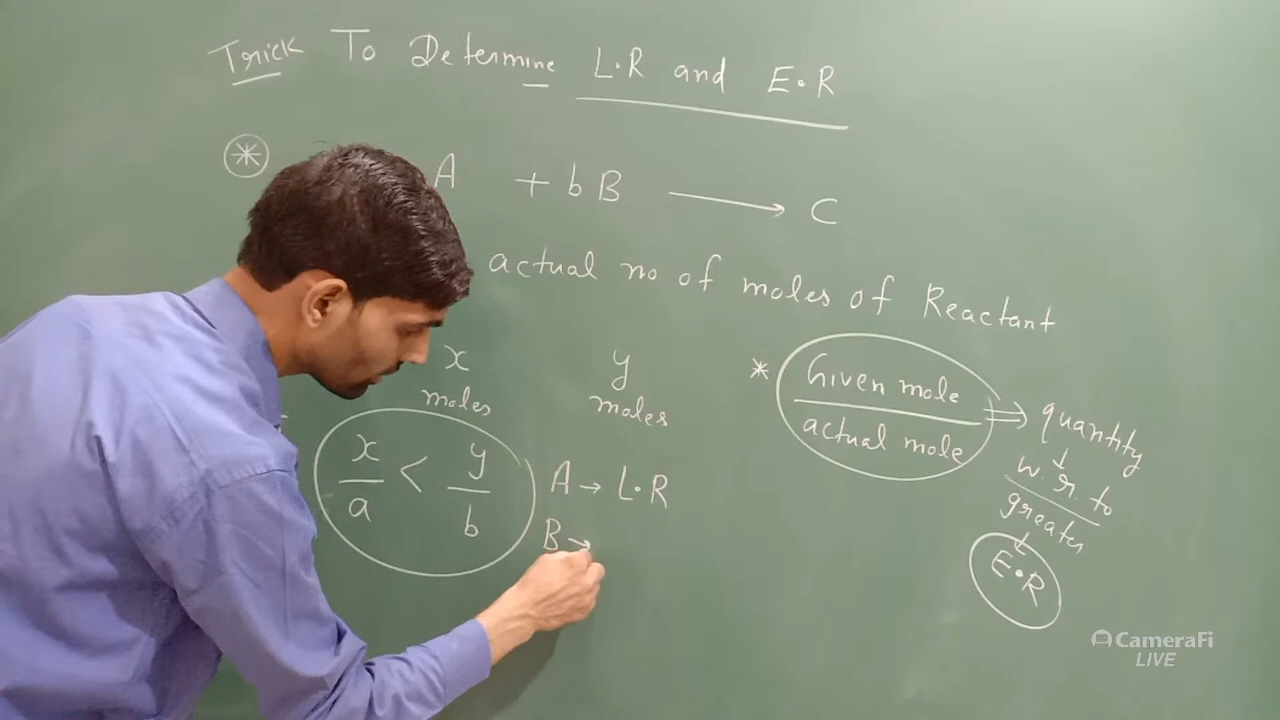 Trick To Determine L.R and E.R
A + b B → C
actual no of moles of Reactant
x y
moles moles
* Given mole
actual mole
⇒ quantity
↓
w.r. to
greater
↓
E.R
x/a < y/b
A → L.R
B →
CameraFi
LIVE